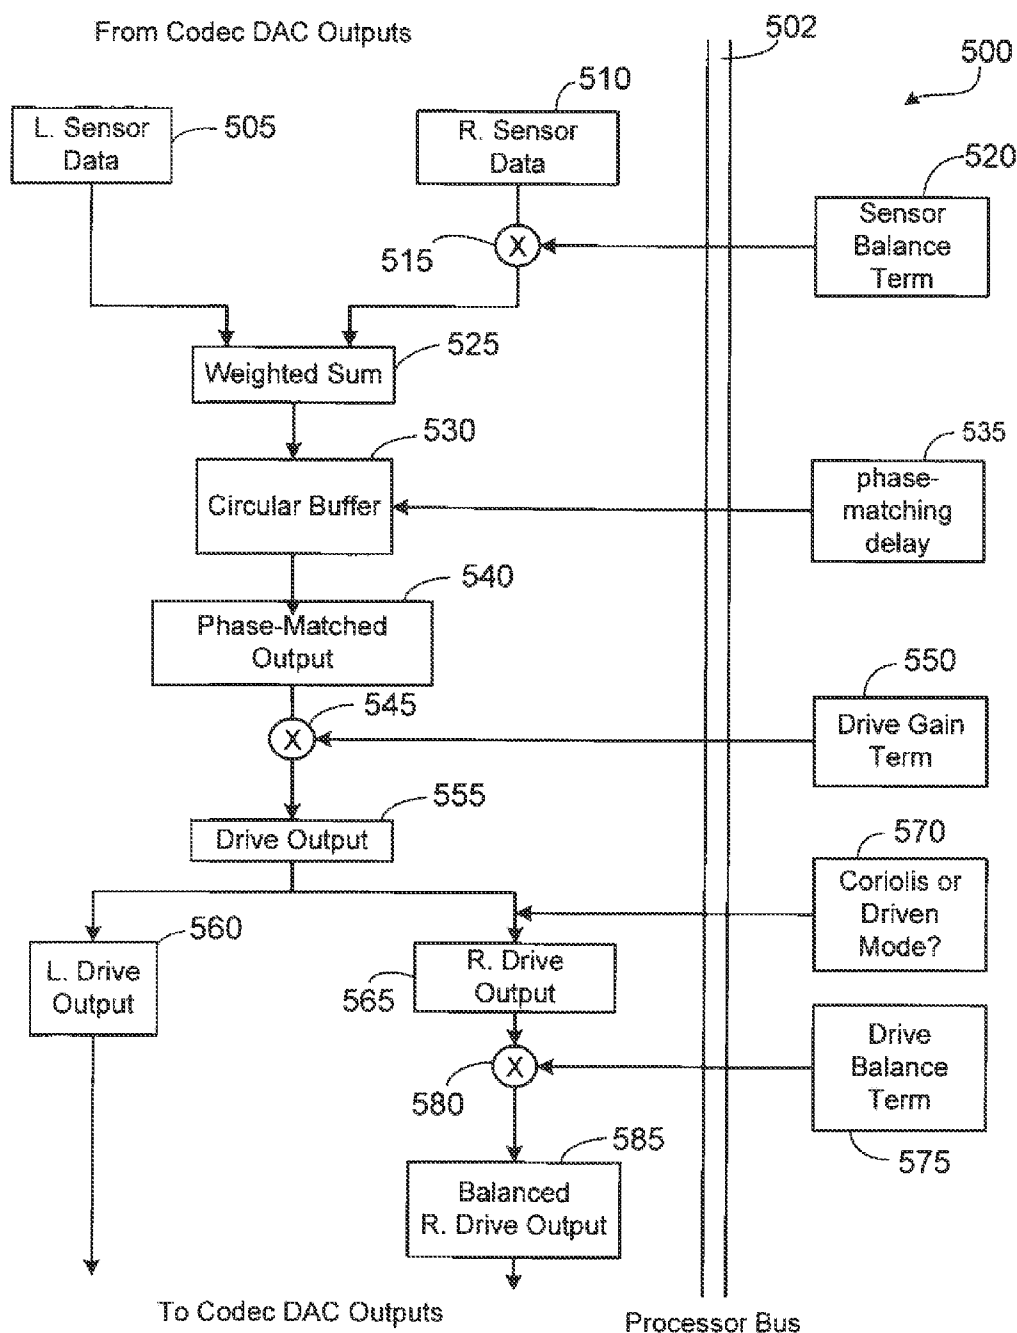 From Codec DAC Outputs
502
500
510
L. Sensor
Data
505
R. Sensor
Data
520
Sensor
Balance
Term
X
515
525
Weighted Sum
530
Circular Buffer
535
phase-
matching
delay
540
Phase-Matched
Output
545
X
550
Drive Gain
Term
555
Drive Output
570
Coriolis or
Driven
Mode?
560
L. Drive
Output
R. Drive
Output
565
Drive
Balance
Term
X
580
575
585
Balanced
R. Drive Output
To Codec DAC Outputs
Processor Bus